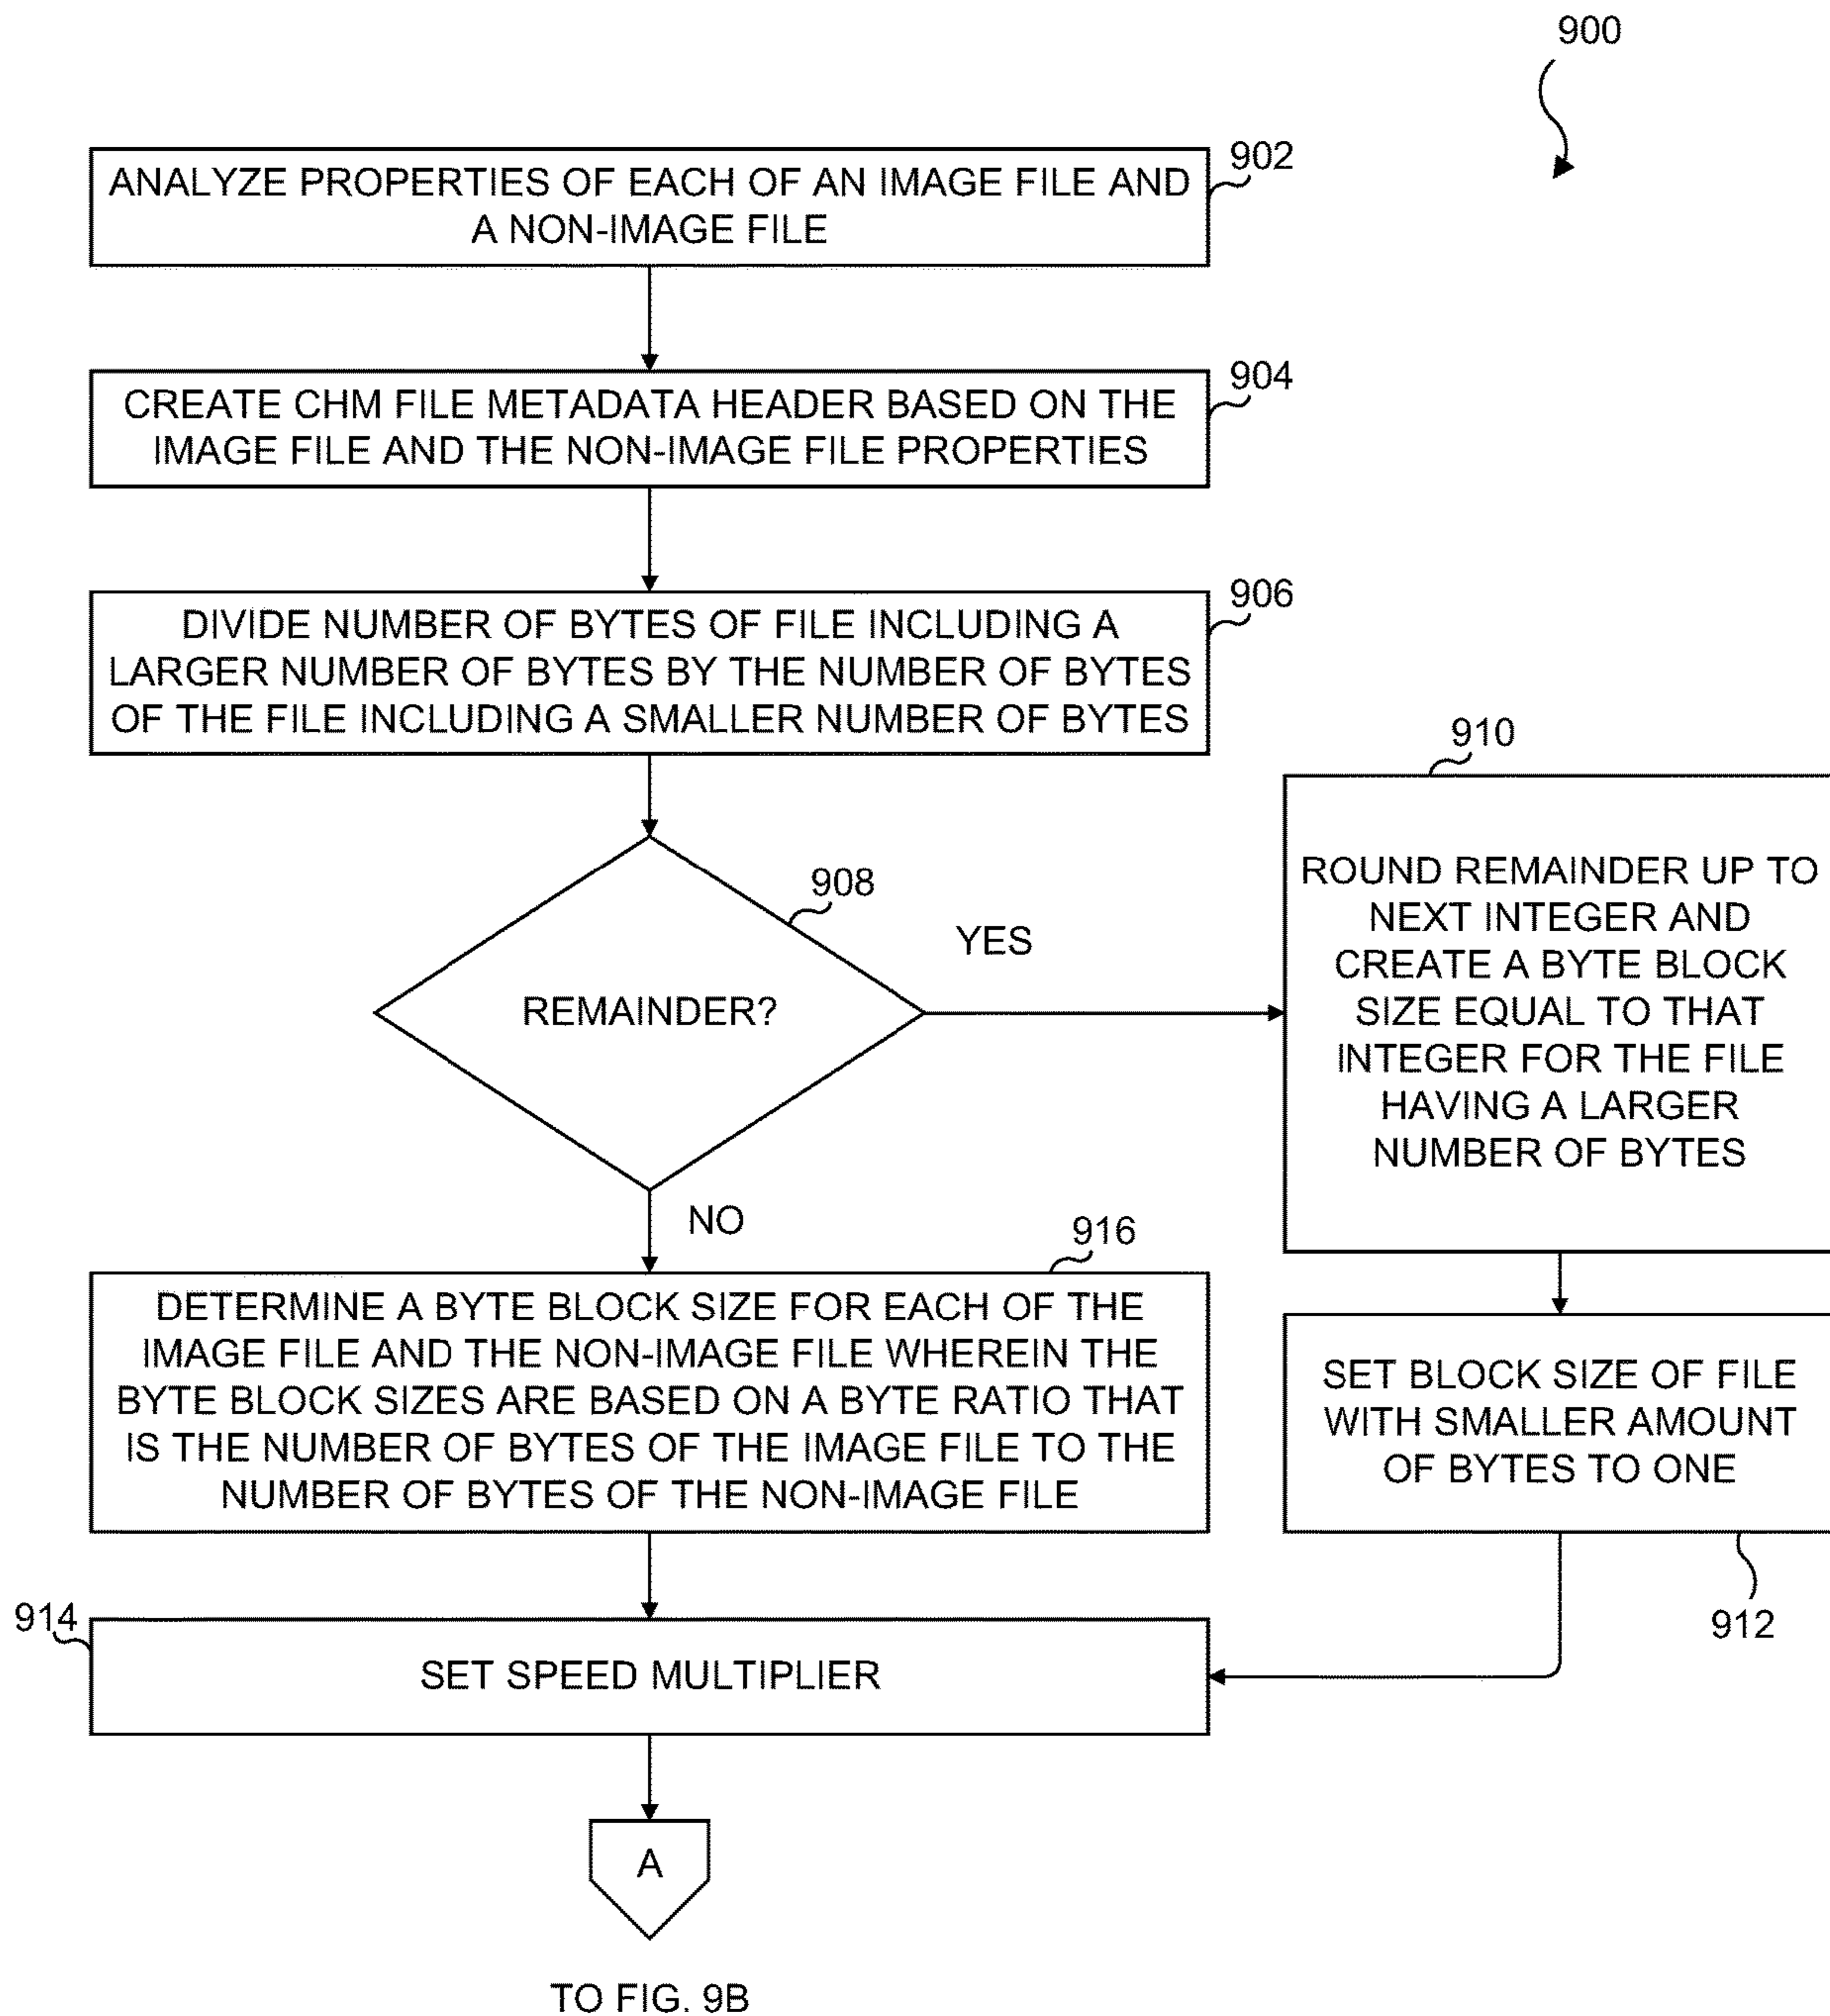 900
902
ANALYZE PROPERTIES OF EACH OF AN IMAGE FILE AND
A NON-IMAGE FILE
904
CREATE CHM FILE METADATA HEADER BASED ON THE
IMAGE FILE AND THE NON-IMAGE FILE PROPERTIES
906
DIVIDE NUMBER OF BYTES OF FILE INCLUDING A
LARGER NUMBER OF BYTES BY THE NUMBER OF BYTES
OF THE FILE INCLUDING A SMALLER NUMBER OF BYTES
908
REMAINDER?
YES
910
ROUND REMAINDER UP TO
NEXT INTEGER AND
CREATE A BYTE BLOCK
SIZE EQUAL TO THAT
INTEGER FOR THE FILE
HAVING A LARGER
NUMBER OF BYTES
NO
916
DETERMINE A BYTE BLOCK SIZE FOR EACH OF THE
IMAGE FILE AND THE NON-IMAGE FILE WHEREIN THE
BYTE BLOCK SIZES ARE BASED ON A BYTE RATIO THAT
IS THE NUMBER OF BYTES OF THE IMAGE FILE TO THE
NUMBER OF BYTES OF THE NON-IMAGE FILE
SET BLOCK SIZE OF FILE
WITH SMALLER AMOUNT
OF BYTES TO ONE
912
914
SET SPEED MULTIPLIER
A
TO FIG. 9B